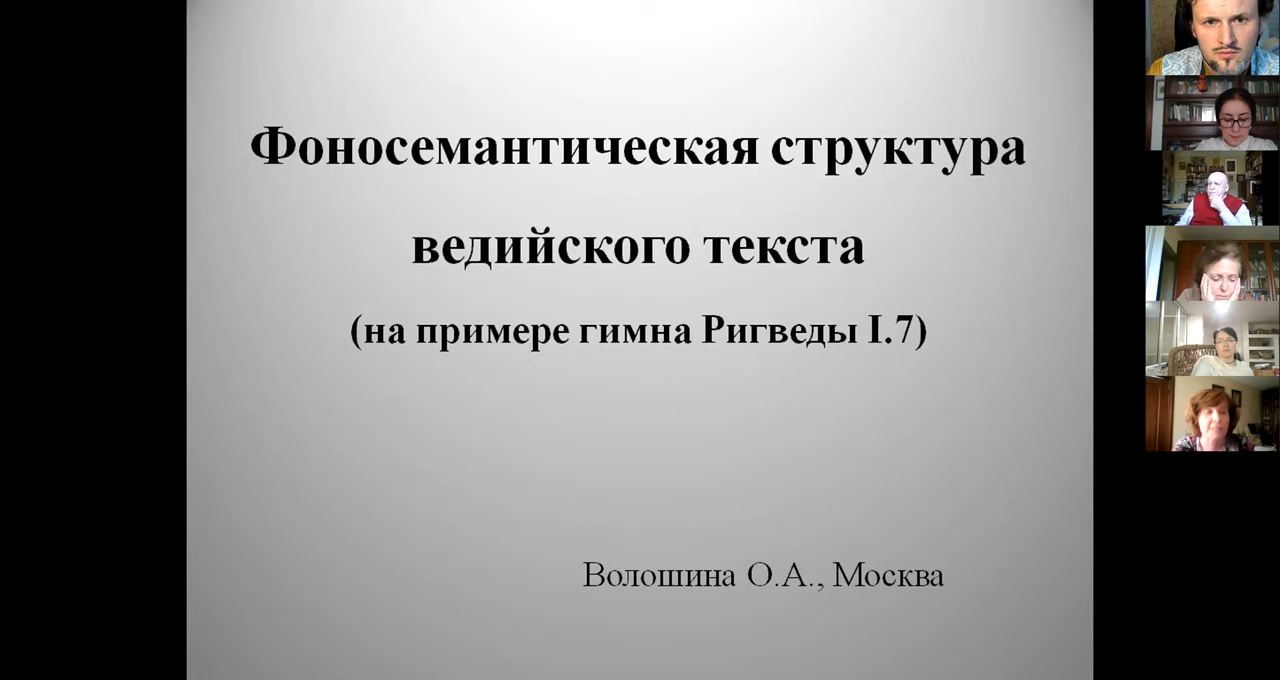 Фоносемантическая структура
ведийского текста
(на примере гимна Ригведы I.7)
Волошина О.А., Москва